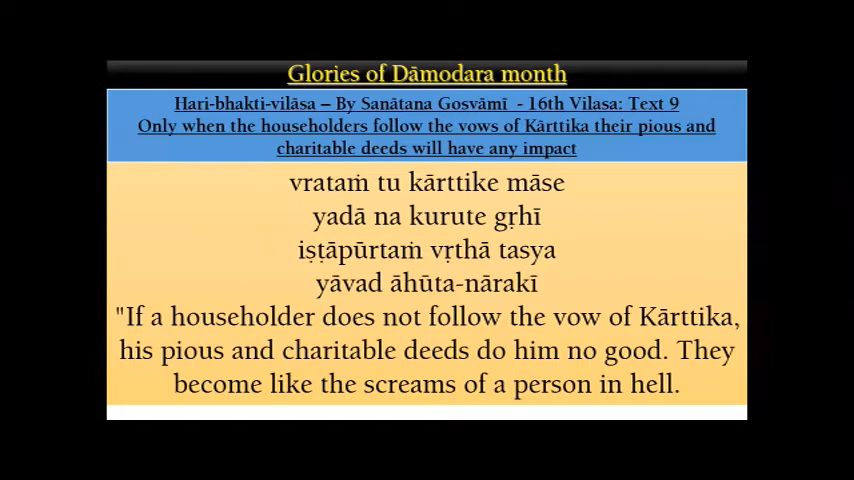 Glories of Dāmodara month
Hari-bhakti-vilāsa – By Sanātana Gosvāmī - 16th Vilasa: Text 9
Only when the householders follow the vows of Kārttika their pious and
charitable deeds will have any impact
vrataṁ tu kārttike māse
yadā na kurute gṛhī
iṣṭāpūrtaṁ vṛthā tasya
yāvad āhūta-nārakī
"If a householder does not follow the vow of Kārttika,
his pious and charitable deeds do him no good. They
become like the screams of a person in hell.